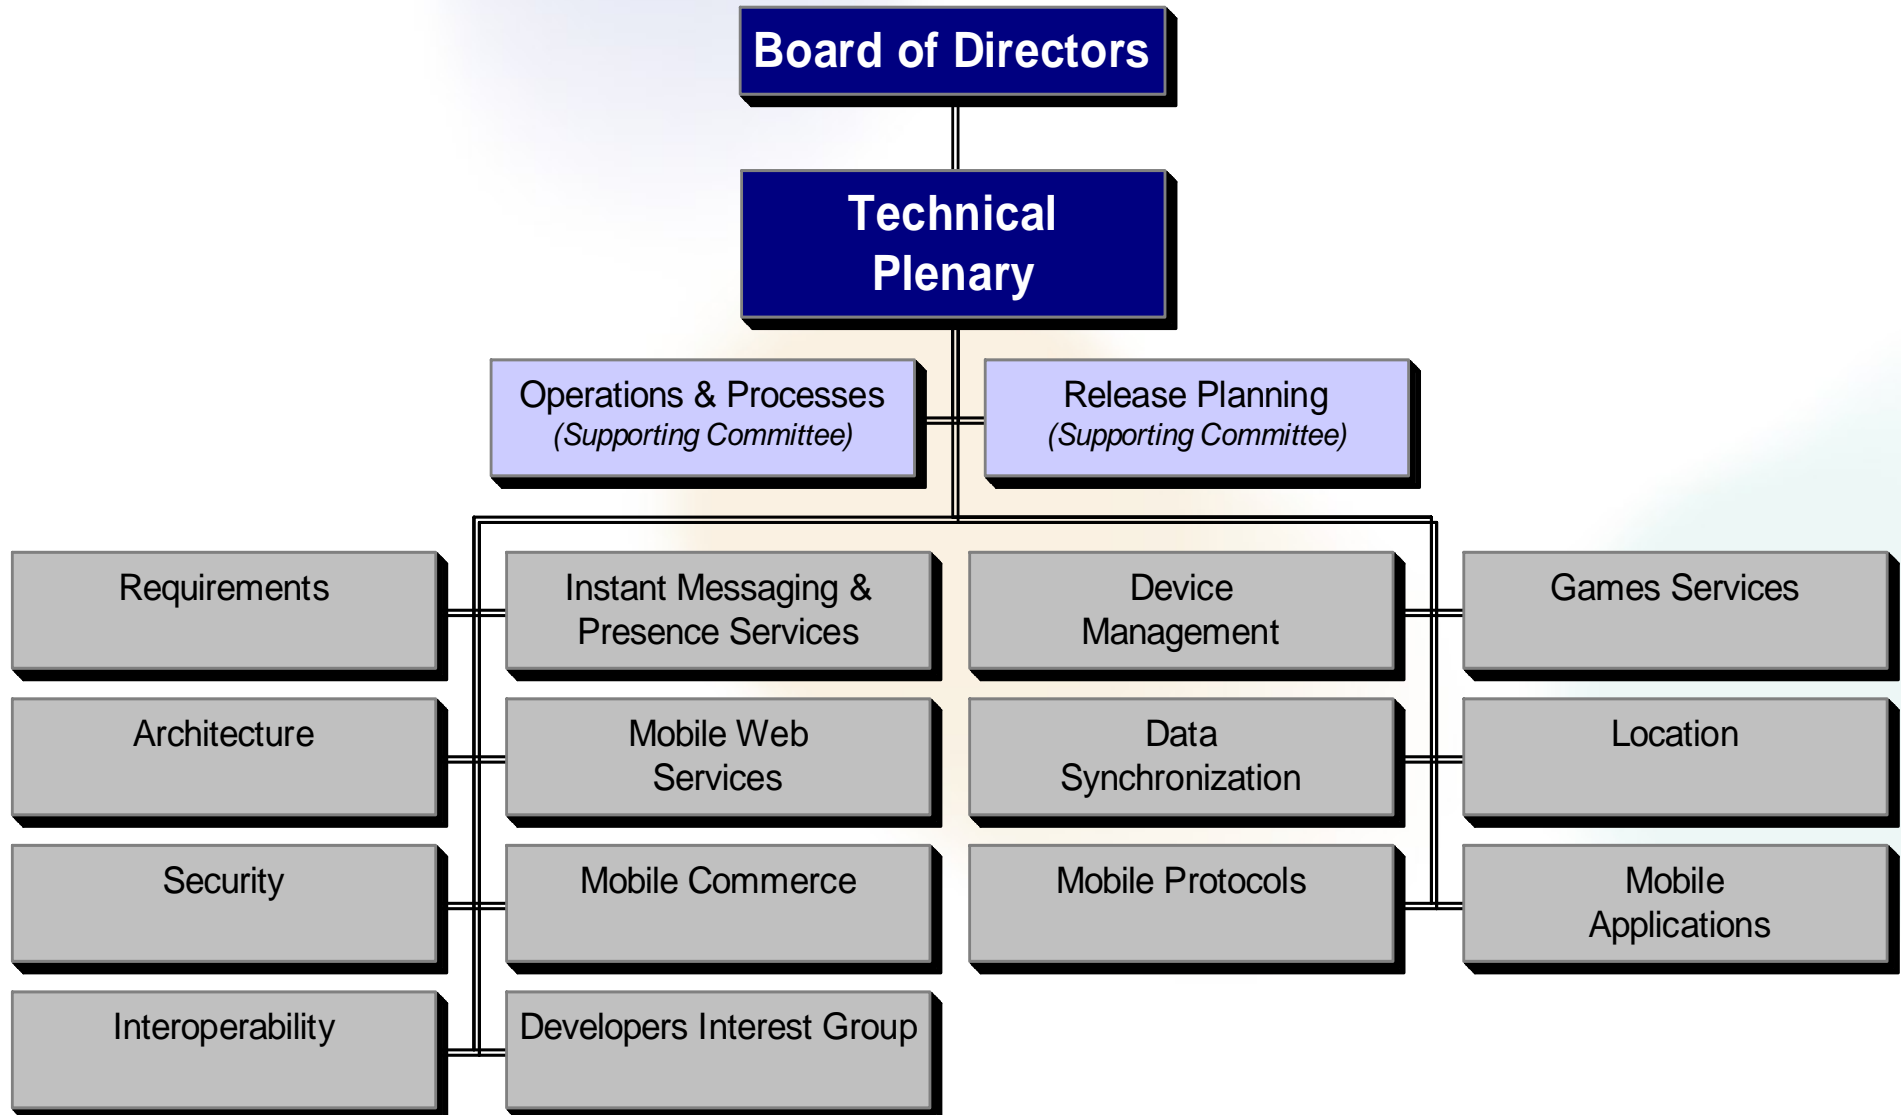 Board of Directors
Technical
Plenary
Operations & Processes
(Supporting Committee)
Release Planning
(Supporting Committee)
Requirements
Instant Messaging &
Presence Services
Device
Management
Games Services
Architecture
Mobile Web
Services
Data
Synchronization
Location
Security
Mobile Commerce
Mobile Protocols
Mobile
Applications
Interoperability
Developers Interest Group